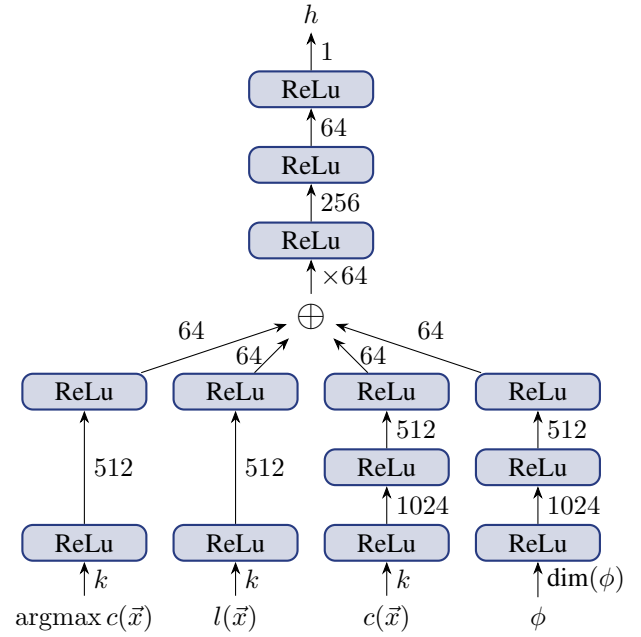 h
1
ReLu
64
ReLu
256
ReLu
×64
⊕
64 64 64 64
ReLu ReLu ReLu ReLu
512 512
512 512
ReLu ReLu
1024 1024
ReLu ReLu ReLu ReLu
k k k dim(ϕ)
argmax c(x⃗) l(x⃗) c(x⃗) ϕ